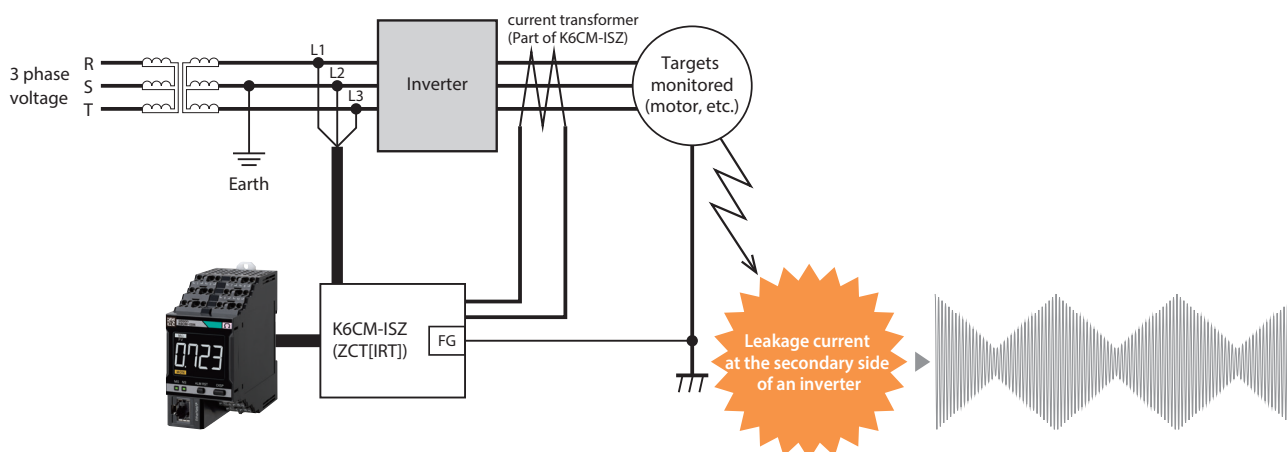 current transformer
(Part of K6CM-ISZ)
3 phase
voltage
R
S
T
L1
L2
L3
Earth
Inverter
Targets
monitored
(motor, etc.)
0723
K6CM-ISZ
(ZCT[IRT])
FG
Leakage current
at the secondary side
of an inverter